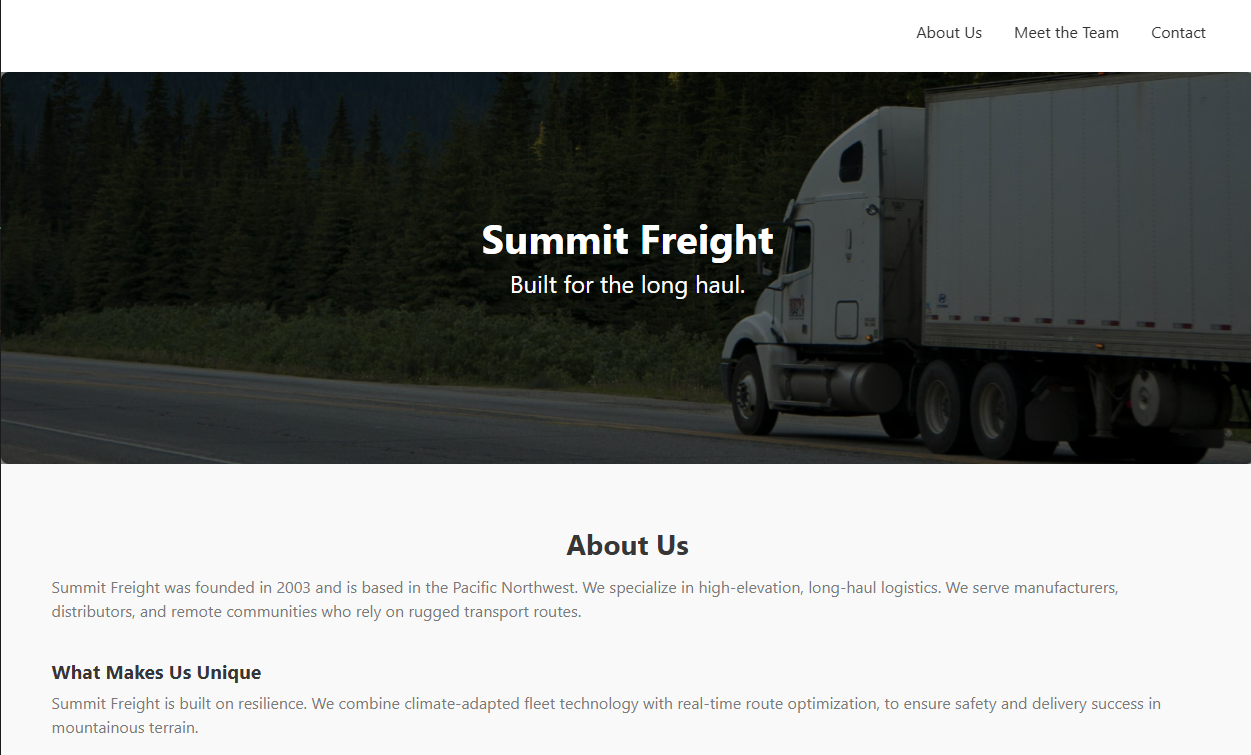 About Us Meet the Team Contact
Summit Freight
Built for the long haul.
About Us
Summit Freight was founded in 2003 and is based in the Pacific Northwest. We specialize in high-elevation, long-haul logistics. We serve manufacturers,
distributors, and remote communities who rely on rugged transport routes.
What Makes Us Unique
Summit Freight is built on resilience. We combine climate-adapted fleet technology with real-time route optimization, to ensure safety and delivery success in
mountainous terrain.